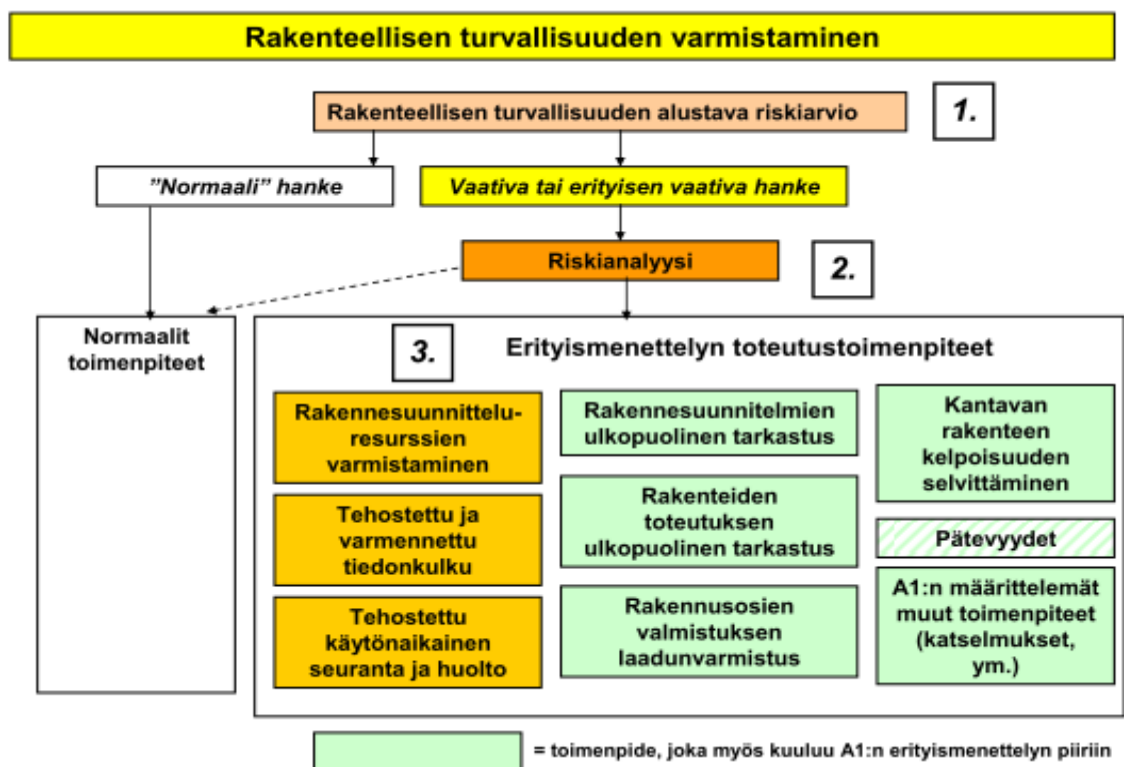 Rakenteellisen turvallisuuden varmistaminen
Rakenteellisen turvallisuuden alustava riskiarvio
1.
”Normaali” hanke
Vaativa tai erityisen vaativa hanke
Riskianalyysi
2.
Normaalit
toimenpiteet
3.
Erityismenettelyn toteutustoimenpiteet
Rakennesuunnittelu-
resurssien
varmistaminen
Tehostettu ja
varmennettu
tiedonkulku
Tehostettu
käytönaikainen
seuranta ja huolto
Rakennesuunnitelmien
ulkopuolinen tarkastus
Rakenteiden
toteutuksen
ulkopuolinen tarkastus
Rakennusosien
valmistuksen
laadunvarmistus
Kantavan
rakenteen
kelpoisuuden
selvittäminen
Pätevyydet
A1:n määrittelemät
muut toimenpiteet
(katselmukset,
ym.)
= toimenpide, joka myös kuuluu A1:n erityismenettelyn piiriin